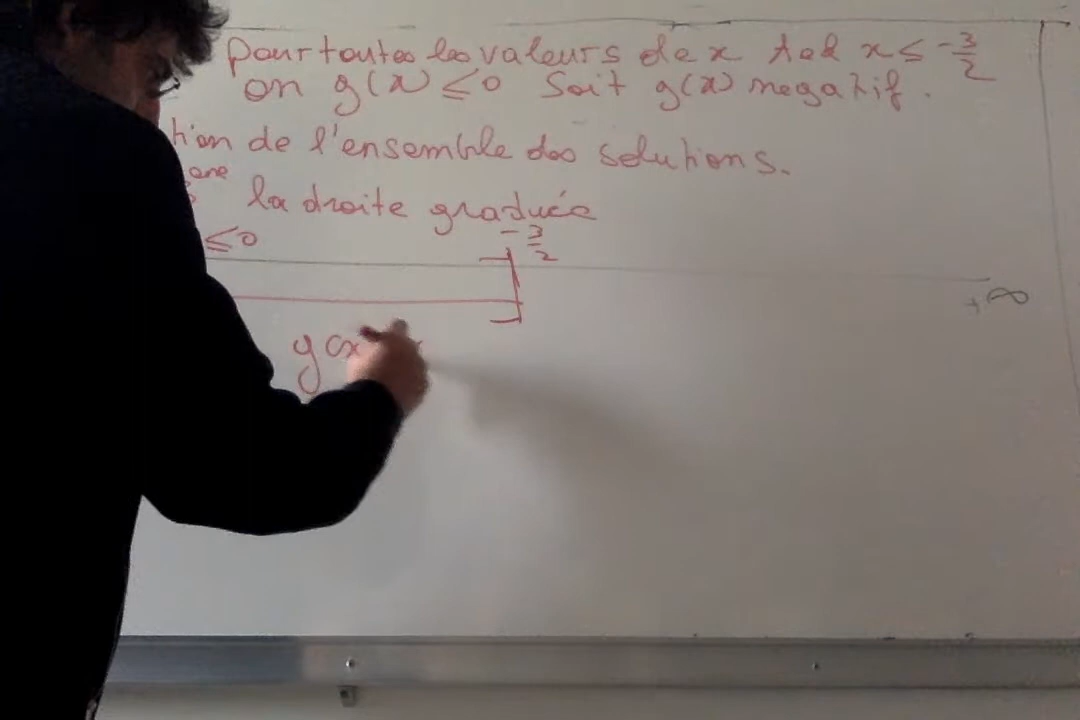 Pour toutes les valeurs de x tel x ≤ -3/2
on g(x) ≤ 0 Soit g(x) negatif.
tion de l'ensemble des solutions.
la droite graduée
≤0 -3/2
+∞
g(x